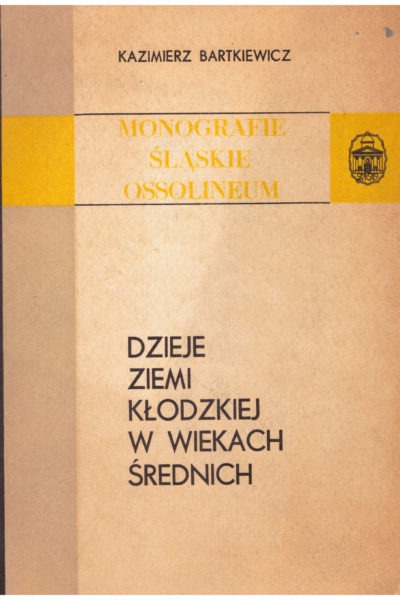 KAZIMIERZ BARTKIEWICZ
MONOGRAFIE
ŚLĄSKIE
OSSOLINEUM
DZIEJE
ZIEMI
KŁODZKIEJ
W WIEKACH
ŚREDNICH